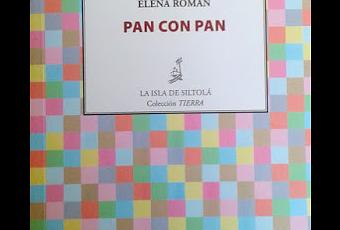 ELENA ROMÁN
PAN CON PAN
LA ISLA DE SILTOLÁ
Colección TIERRA